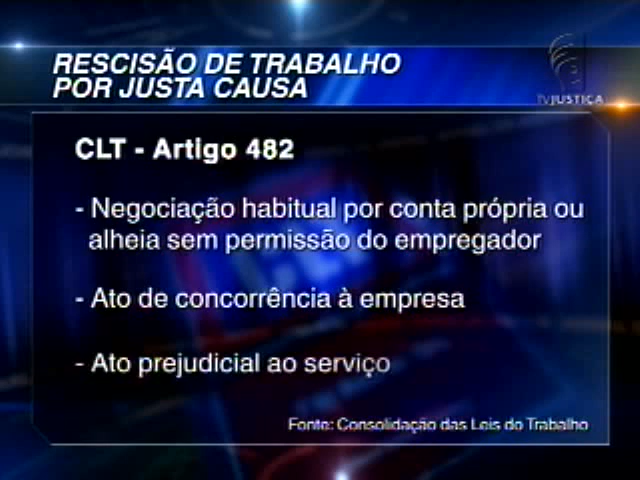 RESCISÃO DE TRABALHO
POR JUSTA CAUSA
TV JUSTIÇA
CLT - Artigo 482
- Negociação habitual por conta própria ou
alheia sem permissão do empregador
- Ato de concorrência à empresa
- Ato prejudicial ao serviço
Fonte: Consolidação das Leis do Trabalho